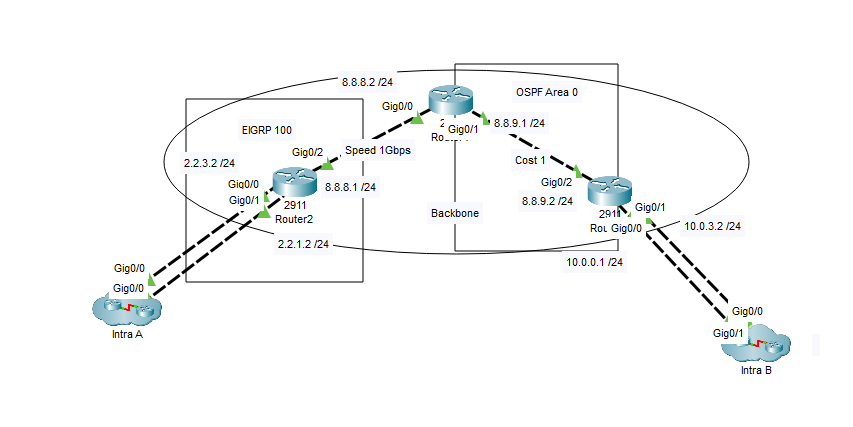 8.8.8.2 /24
OSPF Area 0
Gig0/0
EIGRP 100
Gig0/1
8.8.9.1 /24
Gig0/2
Speed 1Gbps
2.2.3.2 /24
Cost 1
Gig0/0
8.8.8.1 /24
Gig0/2
Gig0/1
2911
8.8.9.2 /24
Gig0/1
Router2
Backbone
2911
10.0.3.2 /24
Gig0/0
2.2.1.2 /24
10.0.0.1 /24
Gig0/0
Gig0/0
Gig0/0
Intra A
Gig0/1
Intra B